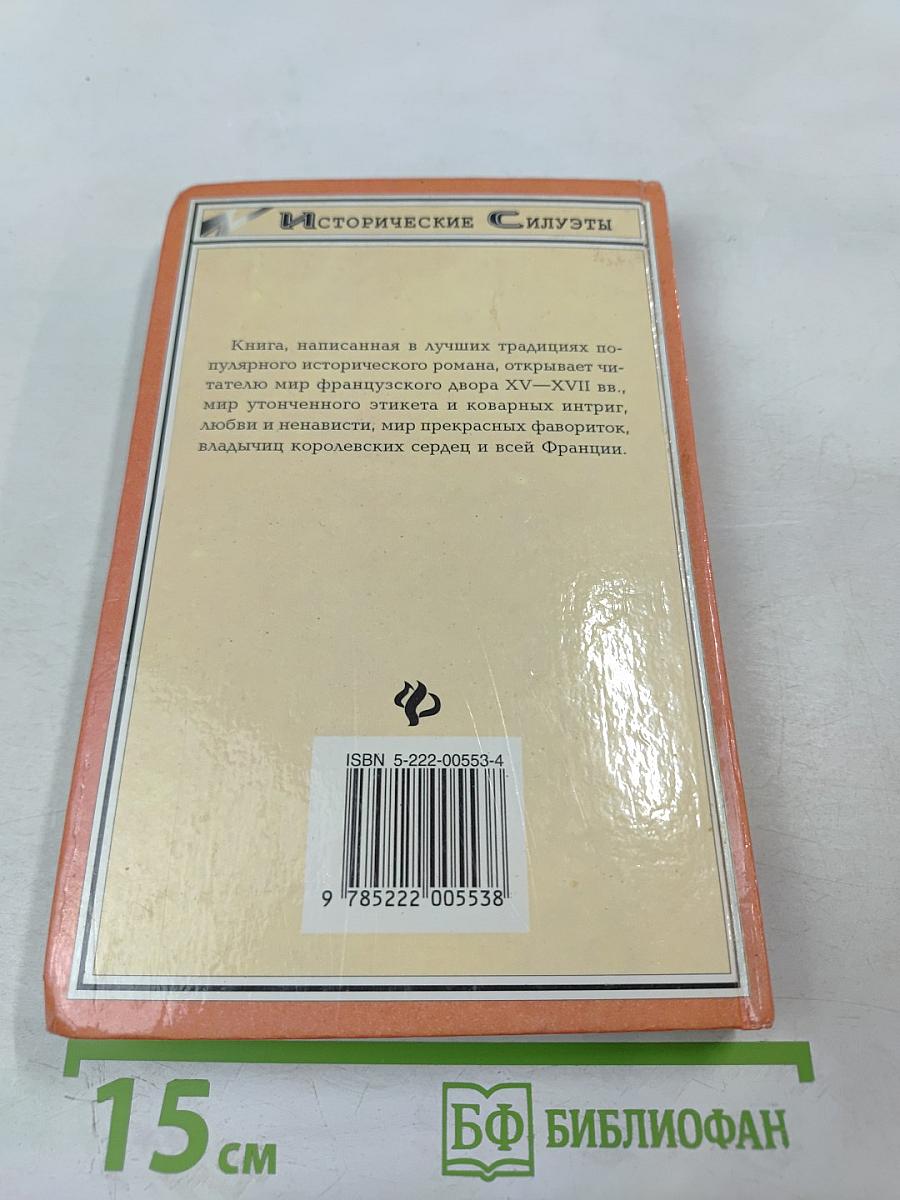 Исторические Силуэты
Книга, написанная в лучших традициях по-
пулярного исторического романа, открывает чи-
тателю мир французского двора XV—XVII вв.,
мир утонченного этикета и коварных интриг,
любви и ненависти, мир прекрасных фавориток,
владычиц королевских сердец и всей Франции.
ISBN 5-222-00553-4
9 785222 005538
15 см
БФ БИБЛИОФАН